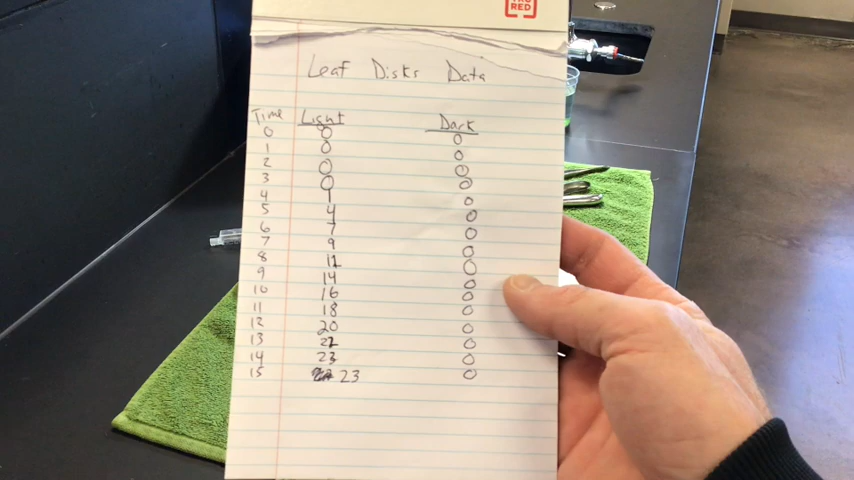 RED
Leaf Disks Data
Time Light Dark
0 0 0
1 0 0
2 0 0
3 0 0
4 1 0
5 4 0
6 7 0
7 9 0
8 12 0
9 14 0
10 16 0
11 18 0
12 20 0
13 22 0
14 23 0
15 23 0